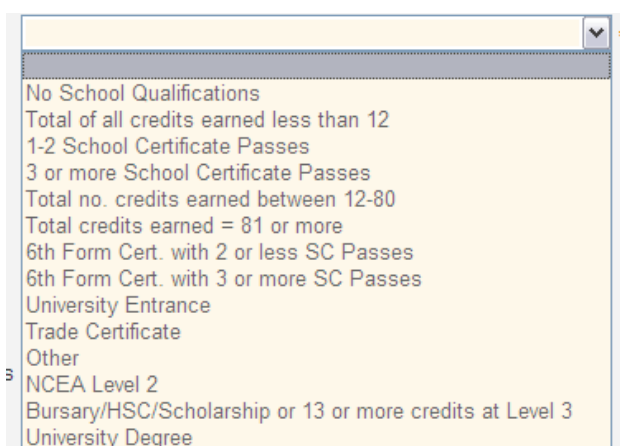 No School Qualifications
Total of all credits earned less than 12
1-2 School Certificate Passes
3 or more School Certificate Passes
Total no. credits earned between 12-80
Total credits earned = 81 or more
6th Form Cert. with 2 or less SC Passes
6th Form Cert. with 3 or more SC Passes
University Entrance
Trade Certificate
Other
s
NCEA Level 2
Bursary/HSC/Scholarship or 13 or more credits at Level 3
University Degree